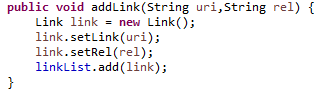 public void addLink(String uri,String rel) {
    Link link = new Link();
    link.setLink(uri);
    link.setRel(rel);
    linkList.add(link);
}